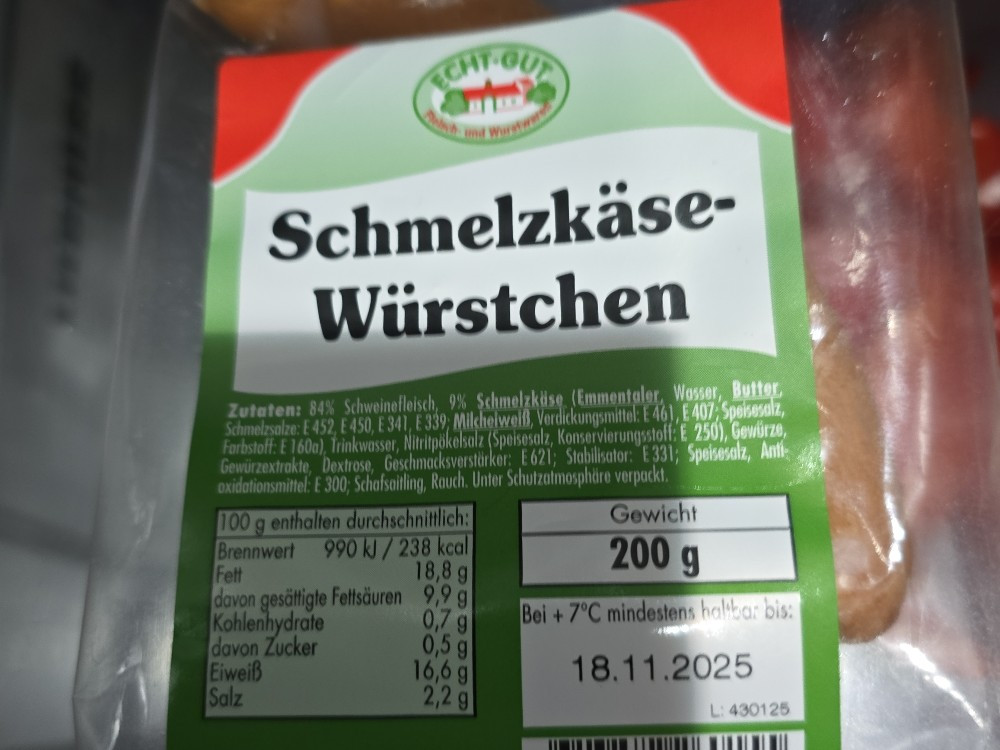 ECHT-GUT
Fleisch- und Wurstwaren
Schmelzkäse-
Würstchen
Zutaten: 84% Schweinefleisch, 9% Schmelzkäse (Emmentaler, Wasser, Butter,
Schmelzsalze: E 452, E 450, E 341, E 339; Milcheiweiß, Verdickungsmittel: E 461, E 407; Speisesalz,
Farbstoff: E 160a), Trinkwasser, Nitritpökelsalz (Speisesalz, Konservierungsstoff: E 250), Gewürze,
Gewürzextrakte, Dextrose, Geschmacksverstärker: E 621; Stabilisator: E 331; Speisesalz, Anti-
oxidationsmittel: E 300; Schafsaitling, Rauch. Unter Schutzatmosphäre verpackt.
100 g enthalten durchschnittlich:
Brennwert 990 kJ / 238 kcal
Fett 18,8 g
davon gesättigte Fettsäuren 9,9 g
Kohlenhydrate 0,7 g
davon Zucker 0,5 g
Eiweiß 16,6 g
Salz 2,2 g
Gewicht
200 g
Bei + 7°C mindestens haltbar bis:
18.11.2025
L: 430125